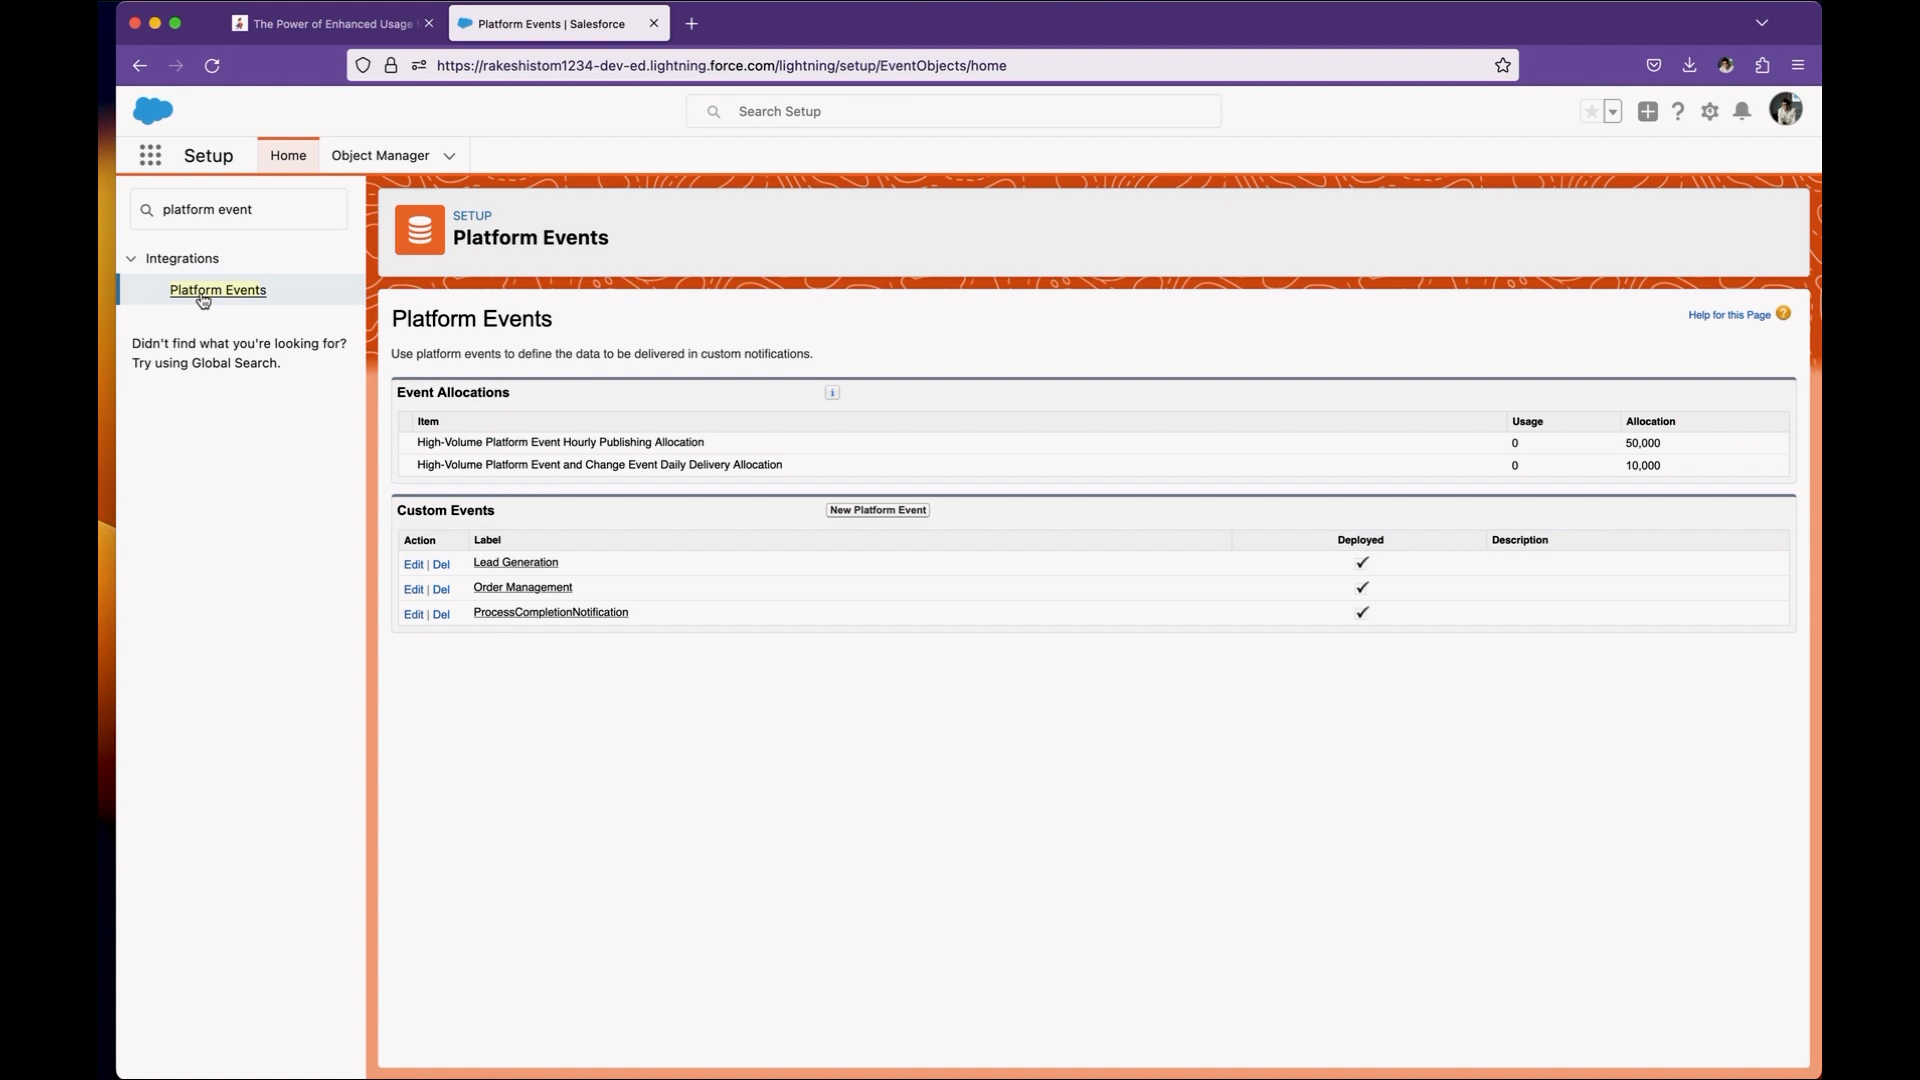 The Power of Enhanced Usage
Platform Events | Salesforce
https://rakeshistom1234-dev-ed.lightning.force.com/lightning/setup/EventObjects/home
Search Setup
Setup
Home
Object Manager
platform event
Integrations
Platform Events
Didn't find what you're looking for?
Try using Global Search.
SETUP
Platform Events
Platform Events
Help for this Page ?
Use platform events to define the data to be delivered in custom notifications.
Event Allocations i
Item Usage Allocation
High-Volume Platform Event Hourly Publishing Allocation 0 50,000
High-Volume Platform Event and Change Event Daily Delivery Allocation 0 10,000
Custom Events New Platform Event
Action Label Deployed Description
Edit | Del Lead Generation
Edit | Del Order Management
Edit | Del ProcessCompletionNotification